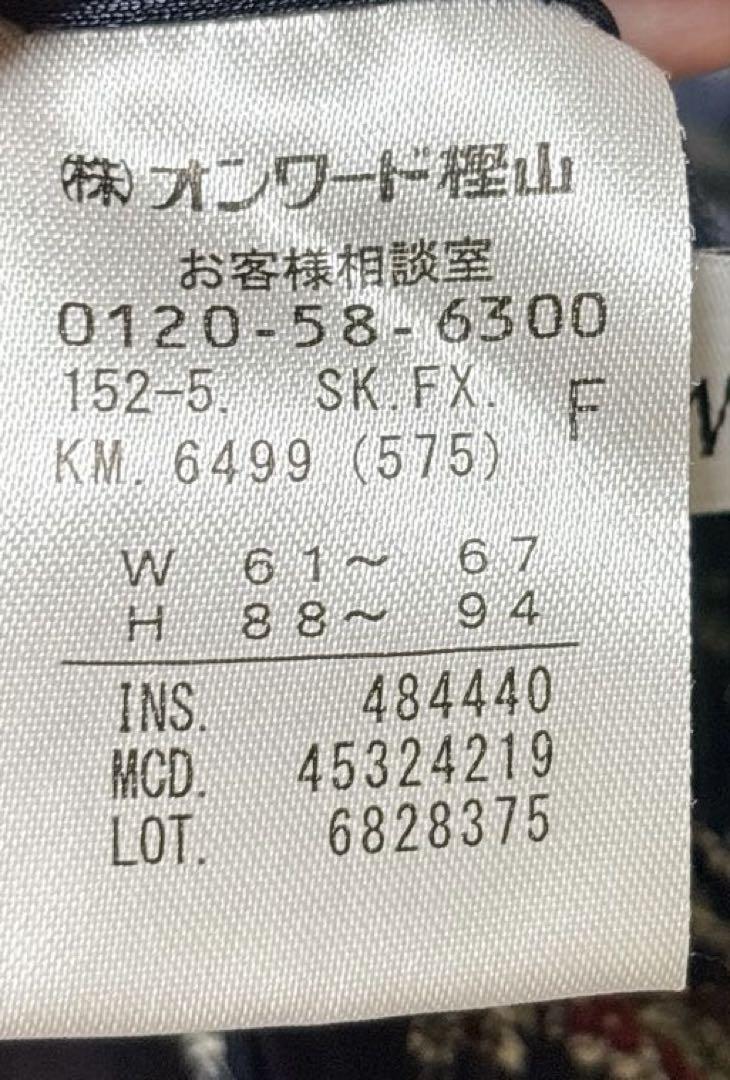 ㈱オンワード樫山
お客様相談室
0120-58-6300
152-5. SK.FX. F
KM. 6499 (575)
W 61~ 67
H 88~ 94
INS. 484440
MCD. 45324219
LOT. 6828375